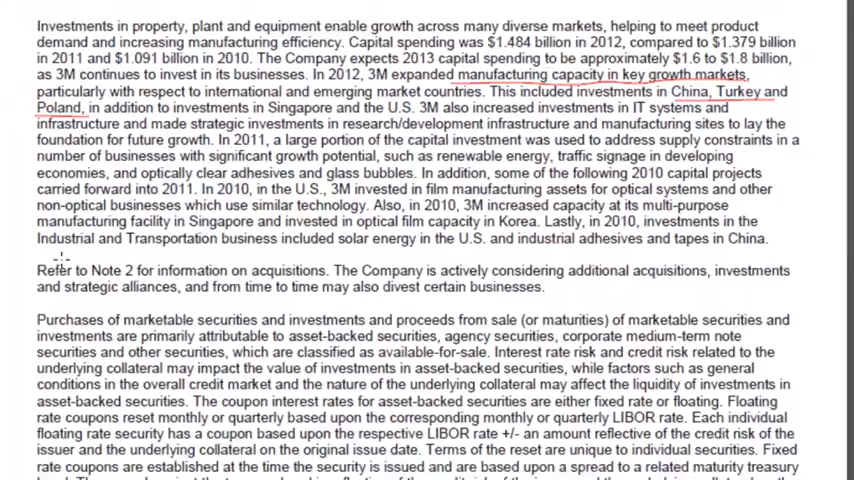 Investments in property, plant and equipment enable growth across many diverse markets, helping to meet product
demand and increasing manufacturing efficiency. Capital spending was $1.484 billion in 2012, compared to $1.379 billion
in 2011 and $1.091 billion in 2010. The Company expects 2013 capital spending to be approximately $1.6 to $1.8 billion,
as 3M continues to invest in its businesses. In 2012, 3M expanded manufacturing capacity in key growth markets,
particularly with respect to international and emerging market countries. This included investments in China, Turkey and
Poland, in addition to investments in Singapore and the U.S. 3M also increased investments in IT systems and
infrastructure and made strategic investments in research/development infrastructure and manufacturing sites to lay the
foundation for future growth. In 2011, a large portion of the capital investment was used to address supply constraints in a
number of businesses with significant growth potential, such as renewable energy, traffic signage in developing
economies, and optically clear adhesives and glass bubbles. In addition, some of the following 2010 capital projects
carried forward into 2011. In 2010, in the U.S., 3M invested in film manufacturing assets for optical systems and other
non-optical businesses which use similar technology. Also, in 2010, 3M increased capacity at its multi-purpose
manufacturing facility in Singapore and invested in optical film capacity in Korea. Lastly, in 2010, investments in the
Industrial and Transportation business included solar energy in the U.S. and industrial adhesives and tapes in China.
Refer to Note 2 for information on acquisitions. The Company is actively considering additional acquisitions, investments
and strategic alliances, and from time to time may also divest certain businesses.
Purchases of marketable securities and investments and proceeds from sale (or maturities) of marketable securities and
investments are primarily attributable to asset-backed securities, agency securities, corporate medium-term note
securities and other securities, which are classified as available-for-sale. Interest rate risk and credit risk related to the
underlying collateral may impact the value of investments in asset-backed securities, while factors such as general
conditions in the overall credit market and the nature of the underlying collateral may affect the liquidity of investments in
asset-backed securities. The coupon interest rates for asset-backed securities are either fixed rate or floating. Floating
rate coupons reset monthly or quarterly based upon the corresponding monthly or quarterly LIBOR rate. Each individual
floating rate security has a coupon based upon the respective LIBOR rate +/- an amount reflective of the credit risk of the
issuer and the underlying collateral on the original issue date. Terms of the reset are unique to individual securities. Fixed
rate coupons are established at the time the security is issued and are based upon a spread to a related maturity treasury